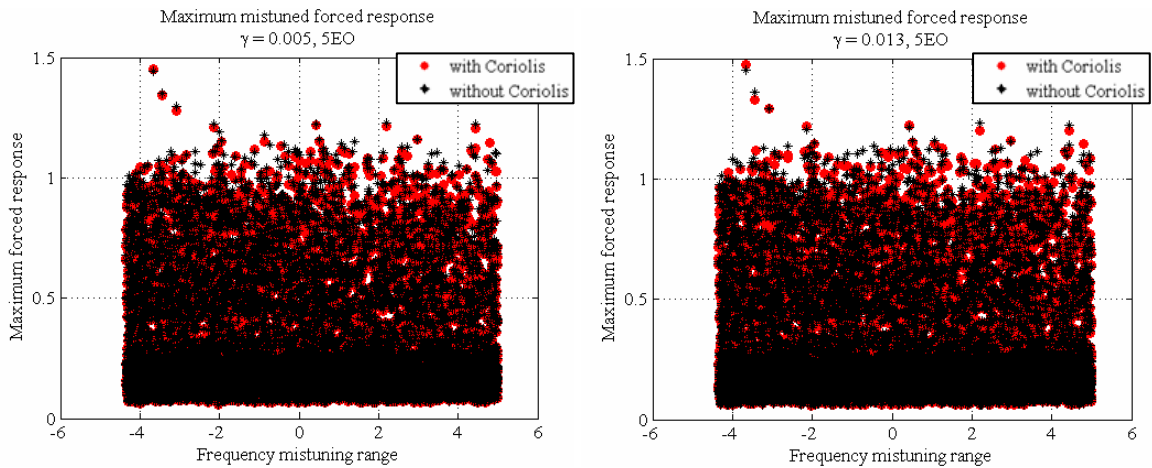 Maximum mistuned forced response
γ = 0.005, 5EO
with Coriolis
without Coriolis
Maximum forced response
1.5
1
0.5
0
-6
-4
-2
0
2
4
6
Frequency mistuning range
Maximum mistuned forced response
γ = 0.013, 5EO
with Coriolis
without Coriolis
Maximum forced response
1.5
1
0.5
0
-6
-4
-2
0
2
4
6
Frequency mistuning range